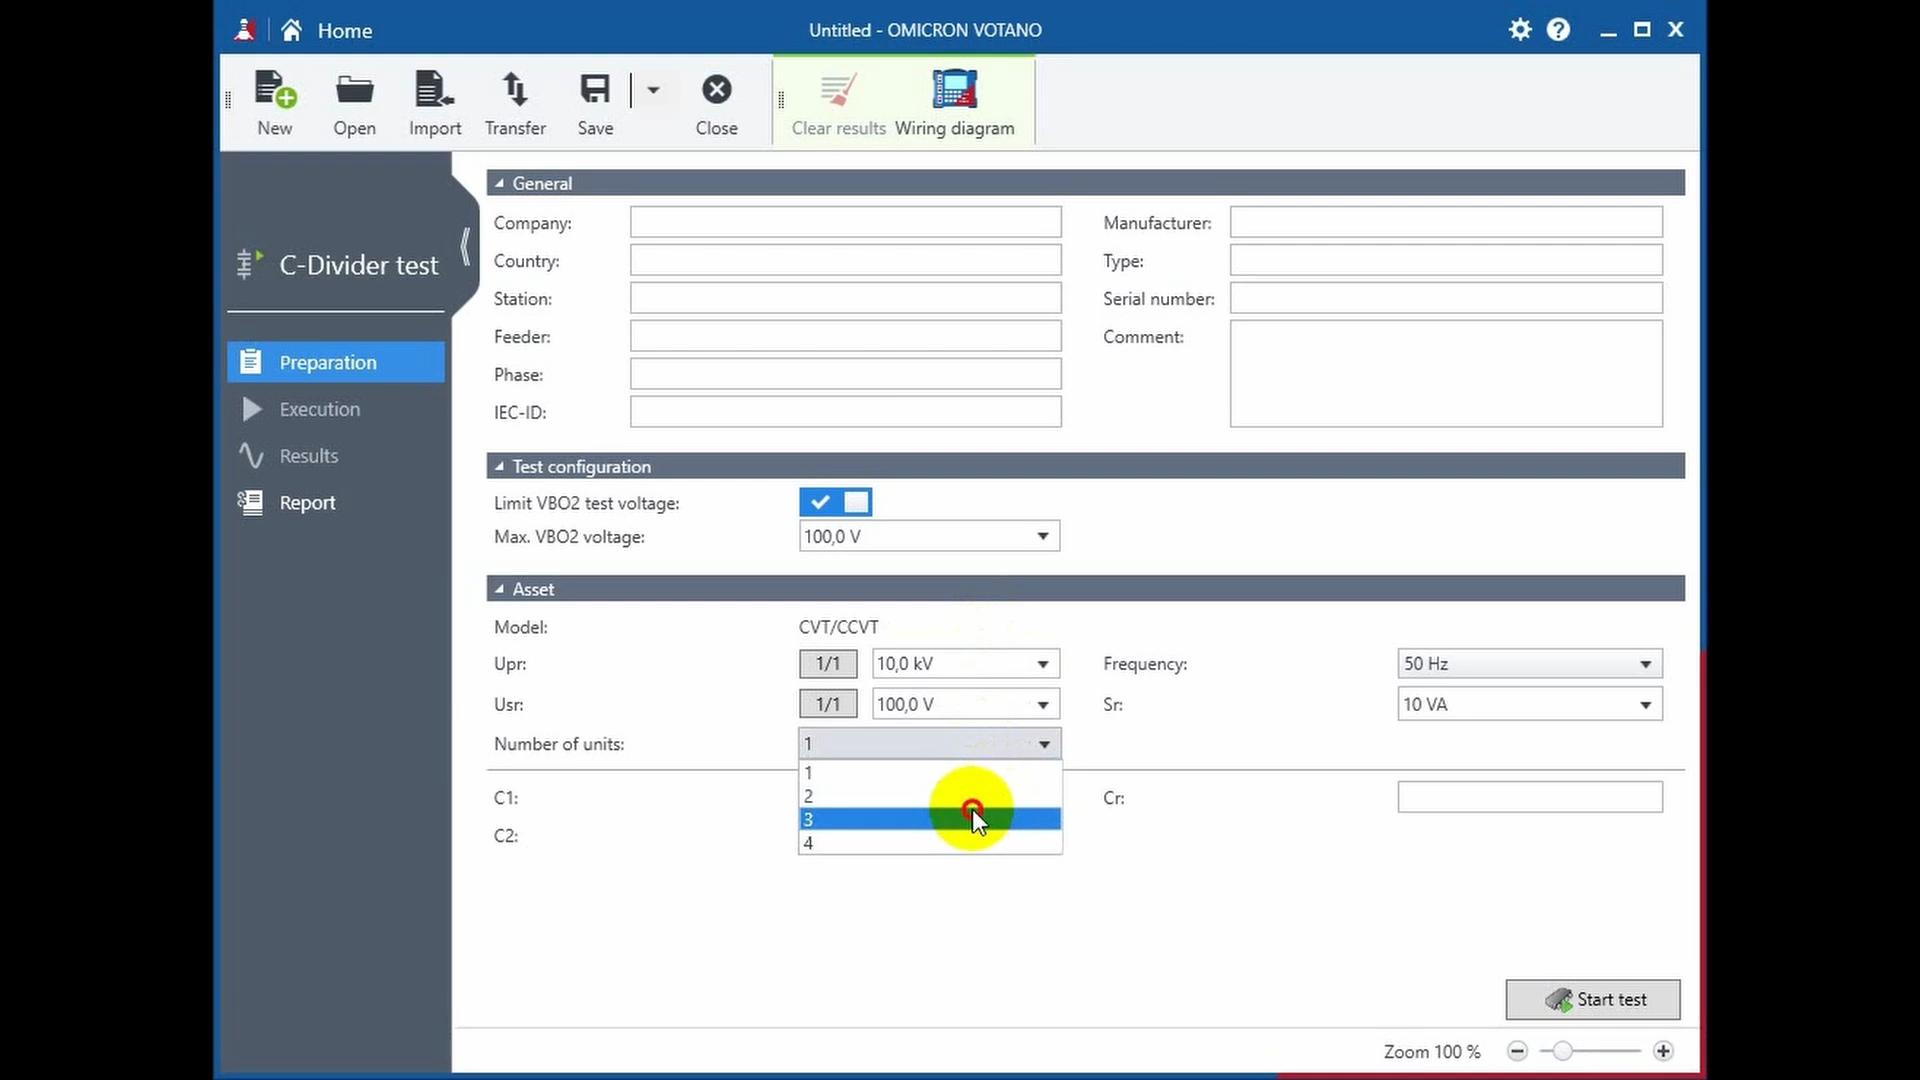 Home
Untitled - OMICRON VOTANO
New
Open
Import
Transfer
Save
Close
Clear results
Wiring diagram
C-Divider test
Preparation
Execution
Results
Report
General
Company:
Manufacturer:
Country:
Type:
Station:
Serial number:
Feeder:
Comment:
Phase:
IEC-ID:
Test configuration
Limit VBO2 test voltage:
Max. VBO2 voltage: 100,0 V
Asset
Model: CVT/CCVT
Upr: 1/1 10,0 kV
Frequency: 50 Hz
Usr: 1/1 100,0 V
Sr: 10 VA
Number of units: 1
1
2
3
4
C1:
Cr:
C2:
Start test
Zoom 100 %